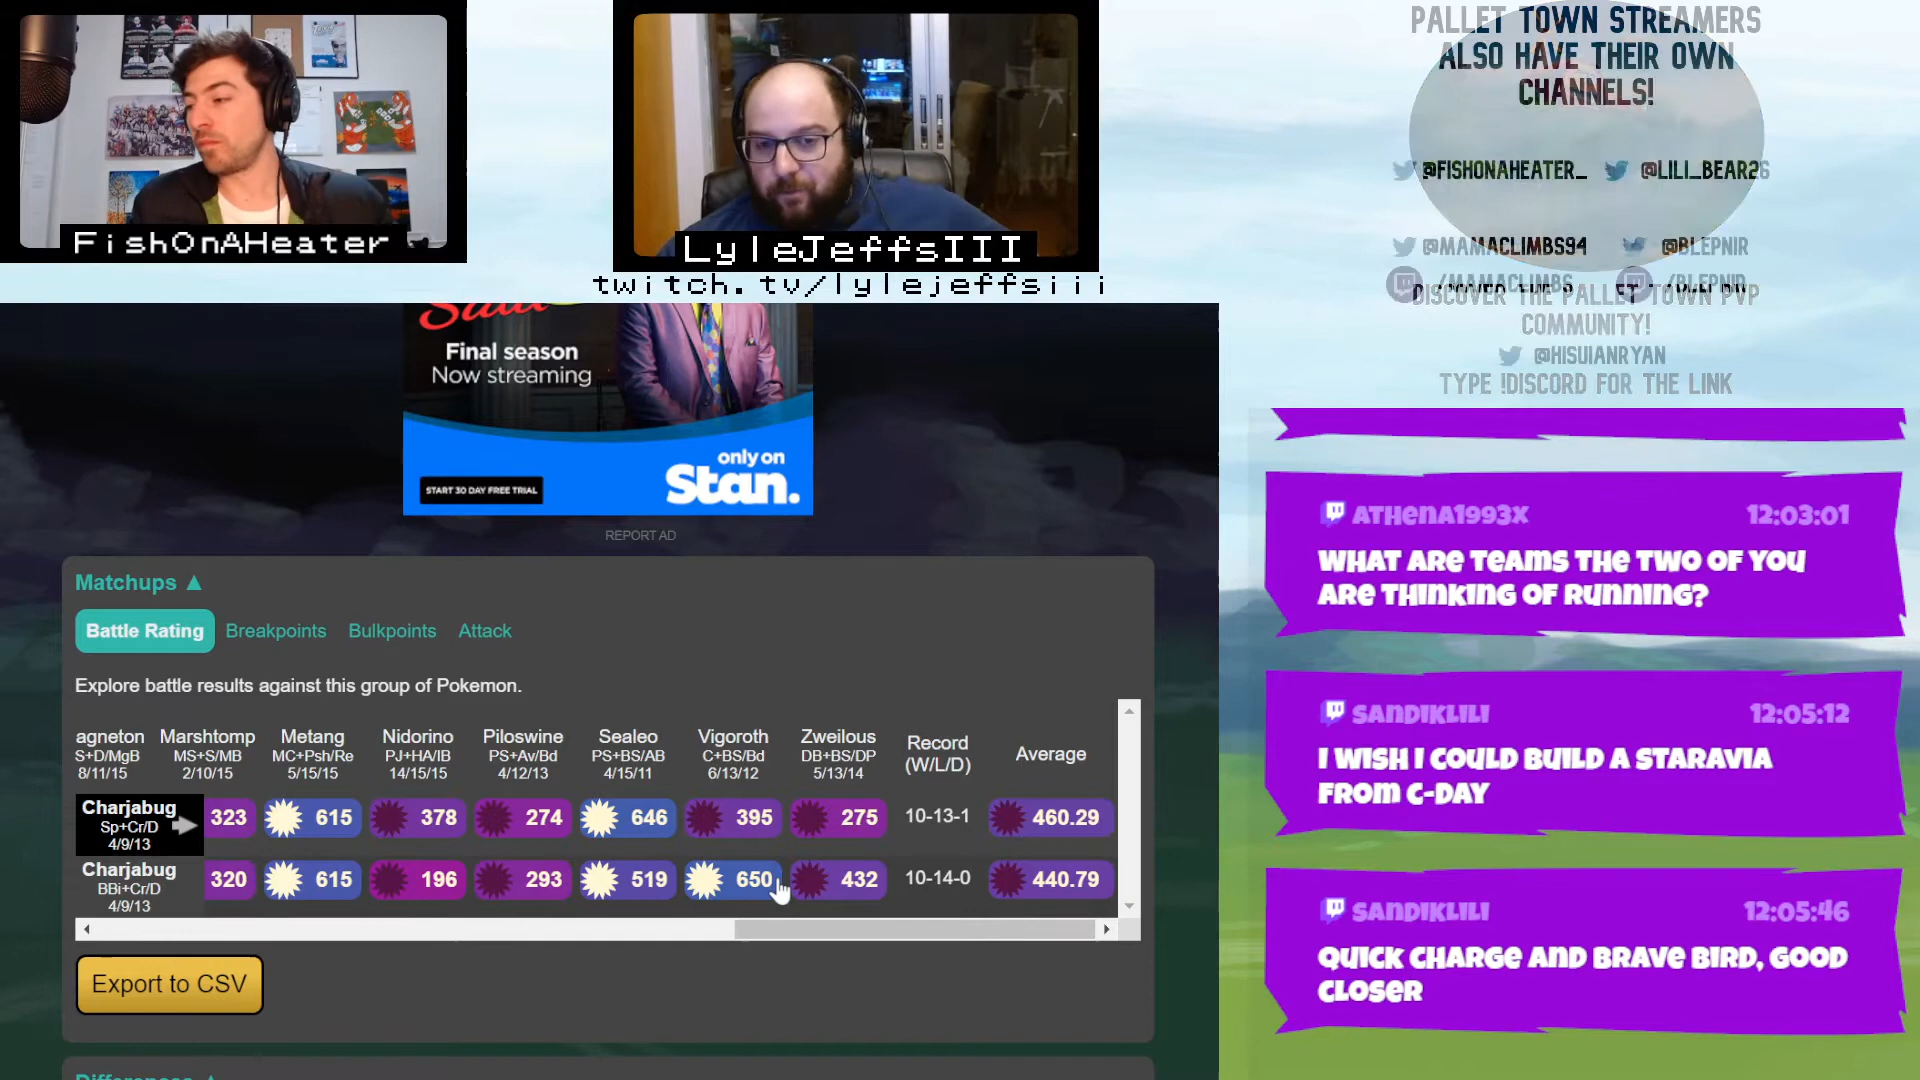 FishOnAHeater
LyleJeffsIII
twitch.tv/lylejeffsiii
PALLET TOWN STREAMERS
ALSO HAVE THEIR OWN
CHANNELS!
@FISHONAHEATER_ @LILI_BEAR26
@MAMACLIMBS94 @BLEPNIR
/MAMACLIMBS /BLEPNIR
DISCOVER THE PALLET TOWN PVP
COMMUNITY!
@HISUIANRYAN
TYPE !DISCORD FOR THE LINK
Final season
Now streaming
only on
Stan.
START 30 DAY FREE TRIAL
REPORT AD
Matchups ▲
Battle Rating Breakpoints Bulkpoints Attack
Explore battle results against this group of Pokemon.
agneton Marshtomp Metang Nidorino Piloswine Sealeo Vigoroth Zweilous Record Average
S+D/MgB MS+S/MB MC+Psh/Re PJ+HA/IB PS+Av/Bd PS+BS/AB C+BS/Bd DB+BS/DP (W/L/D)
8/11/15 2/10/15 5/15/15 14/15/15 4/12/13 4/15/11 6/13/12 5/13/14
Charjabug 323 615 378 274 646 395 275 10-13-1 460.29
Sp+Cr/D
4/9/13
Charjabug 320 615 196 293 519 650 432 10-14-0 440.79
BBi+Cr/D
4/9/13
Export to CSV
ATHENA1993X 12:03:01
WHAT ARE TEAMS THE TWO OF YOU
ARE THINKING OF RUNNING?
SANDIKLILI 12:05:12
I WISH I COULD BUILD A STARAVIA
FROM C-DAY
SANDIKLILI 12:05:46
QUICK CHARGE AND BRAVE BIRD, GOOD
CLOSER